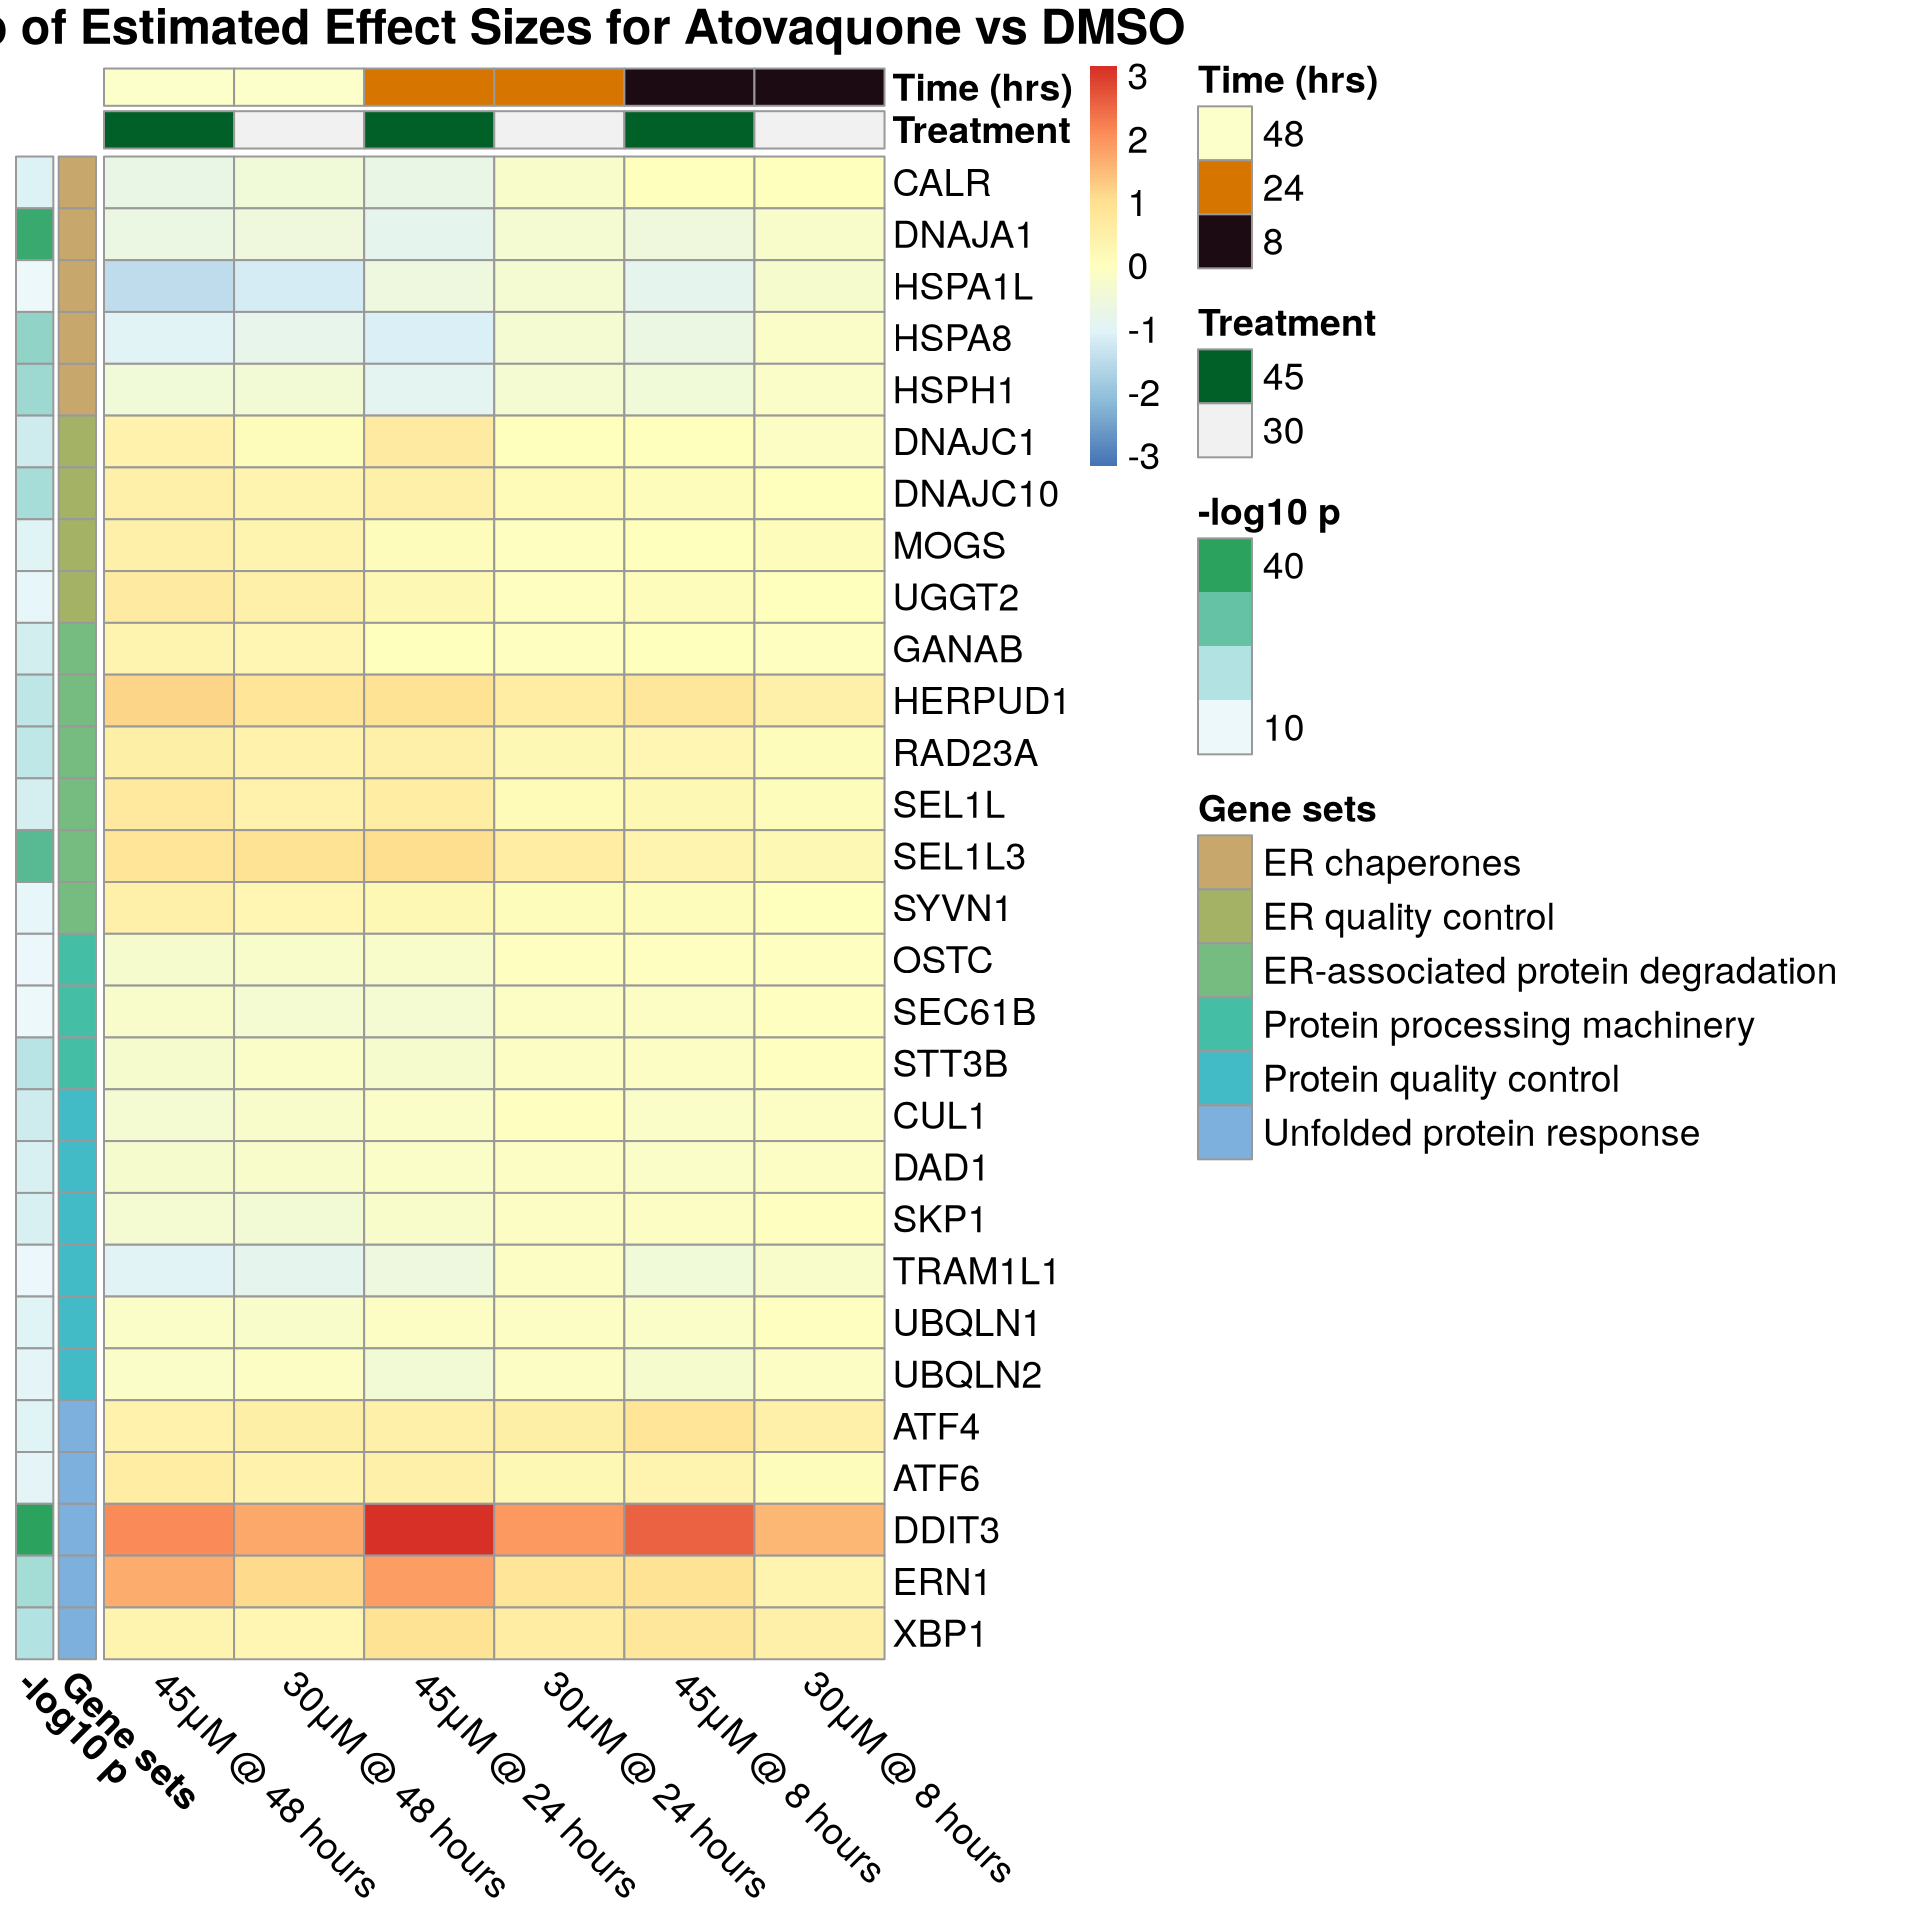 of Estimated Effect Sizes for Atovaquone vs DMSO
Time (hrs)
Treatment
CALR
DNAJA1
HSPA1L
HSPA8
HSPH1
DNAJC1
DNAJC10
MOGS
UGGT2
GANAB
HERPUD1
RAD23A
SEL1L
SEL1L3
SYVN1
OSTC
SEC61B
STT3B
CUL1
DAD1
SKP1
TRAM1L1
UBQLN1
UBQLN2
ATF4
ATF6
DDIT3
ERN1
XBP1
-log10 p
Gene sets
45µM @ 48 hours
30µM @ 48 hours
45µM @ 24 hours
30µM @ 24 hours
45µM @ 8 hours
30µM @ 8 hours
3
2
1
0
-1
-2
-3
Time (hrs)
48
24
8
Treatment
45
30
-log10 p
40
10
Gene sets
ER chaperones
ER quality control
ER-associated protein degradation
Protein processing machinery
Protein quality control
Unfolded protein response